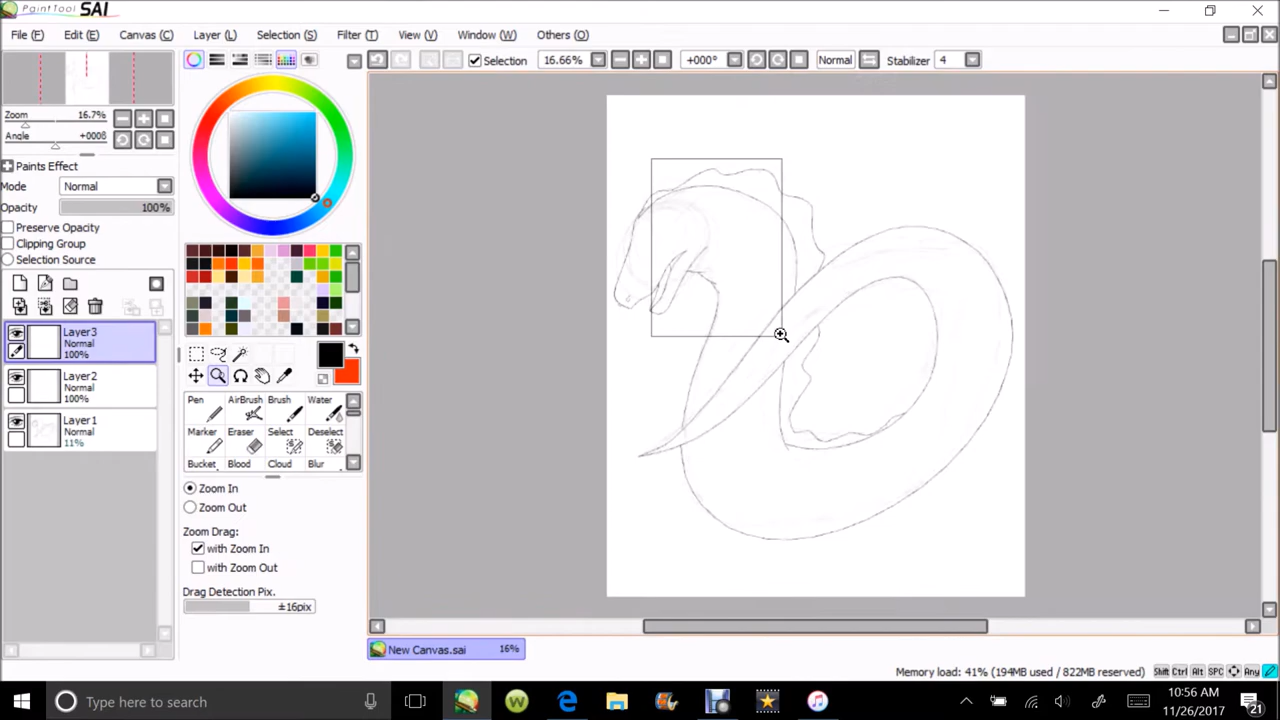 PaintTool SAI
File (F) Edit (E) Canvas (C) Layer (L) Selection (S) Filter (T) View (V) Window (W) Others (O)
Selection 16.66% +000° Normal Stabilizer 4
Zoom 16.7%
Angle +000°
Paints Effect
Mode Normal
Opacity 100%
Preserve Opacity
Clipping Group
Selection Source
Layer3
Normal
100%
Layer2
Normal
100%
Layer1
Normal
11%
Pen AirBrush Brush Water
Marker Eraser Select Deselect
Bucket Blood Cloud Blur
Zoom In
Zoom Out
Zoom Drag:
with Zoom In
with Zoom Out
Drag Detection Pix.
±16pix
New Canvas.sai 16%
Memory load: 41% (194MB used / 822MB reserved) Shift Ctrl Alt SPC Any
Type here to search
10:56 AM
11/26/2017
21